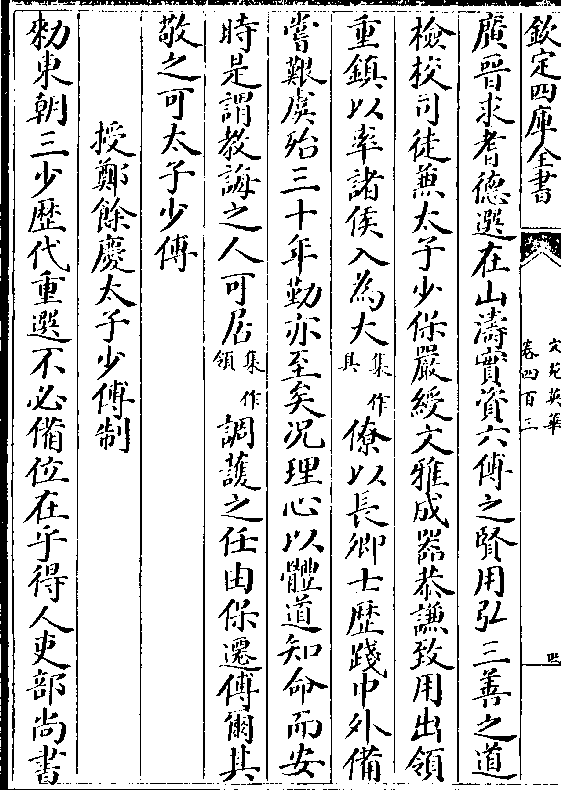 欽定四庫全書
文苑英華
卷四百三
四
廣晉求耆德選在山濤實資六傅之賢用弘三善之道
檢校司徒兼太子少保嚴綬文雅成器恭謙致用出領
重鎮以率諸侯入為大集作具僚以長卿士歴踐中外備
嘗艱虞殆三十年勤亦至矣况理心以體道知命而安
時是謂教誨之人可居集作領調護之任由保遷傅爾其
敬之可太子少傅
授鄭餘慶太子少傅制
勑東朝三少歴代重選不必備位在乎得人吏部尚書